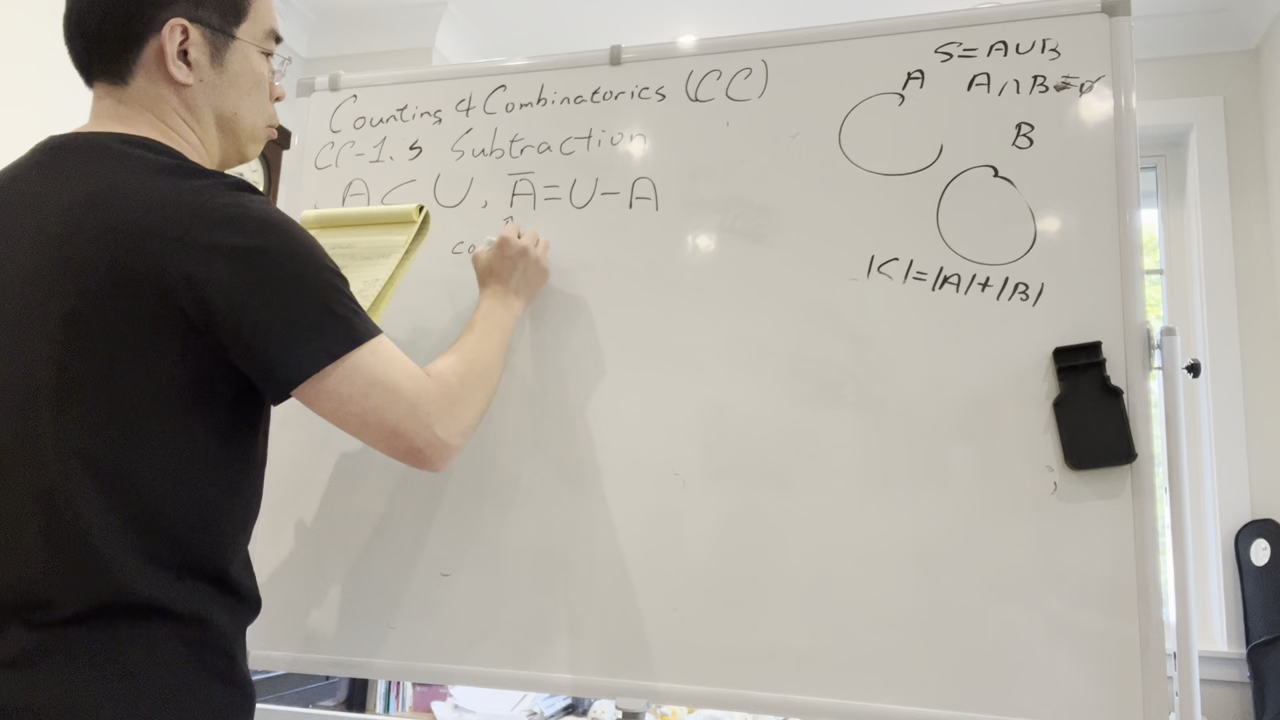 Counting & Combinatorics (CC)
CC-1.5 Subtraction
A ⊂ U, Ā=U-A
co
S=A∪B
A A∩B=∅
B
|S|=|A|+|B|